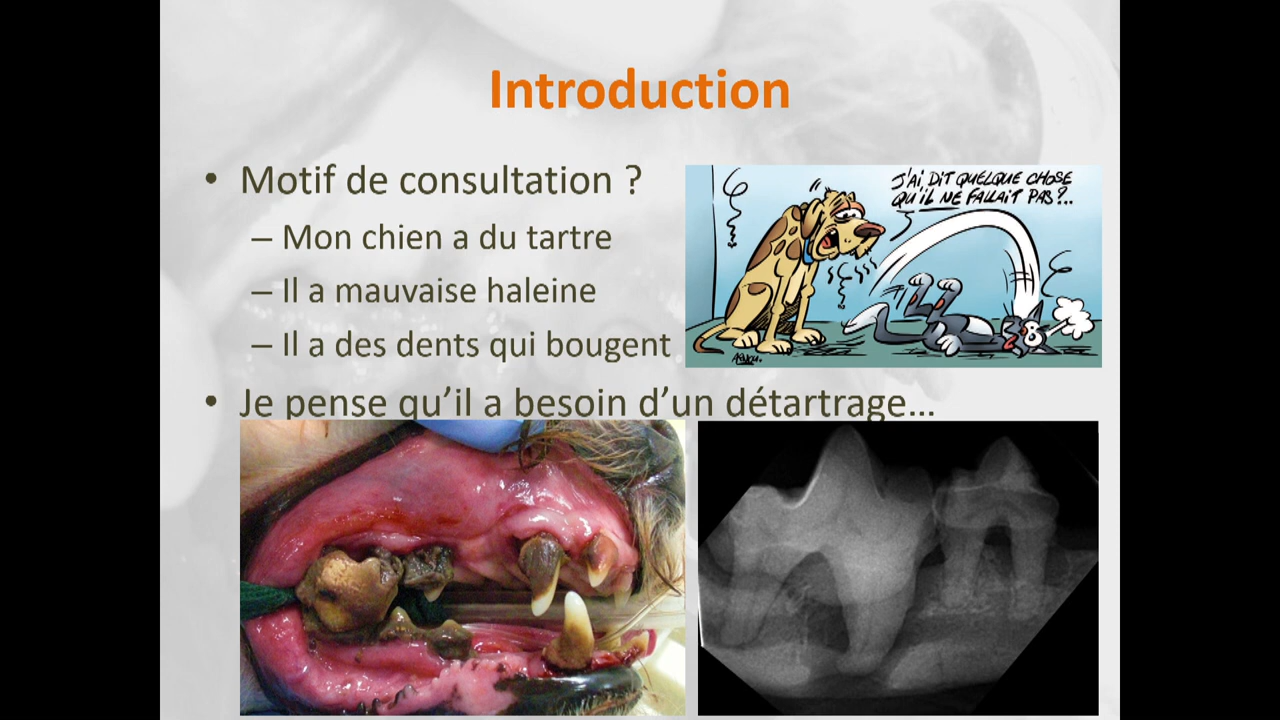 Introduction
• Motif de consultation ?
– Mon chien a du tartre
– Il a mauvaise haleine
– Il a des dents qui bougent
J'AI DIT QUELQUE CHOSE
QU'IL NE FALLAIT PAS ?..
• Je pense qu'il a besoin d'un détartrage...